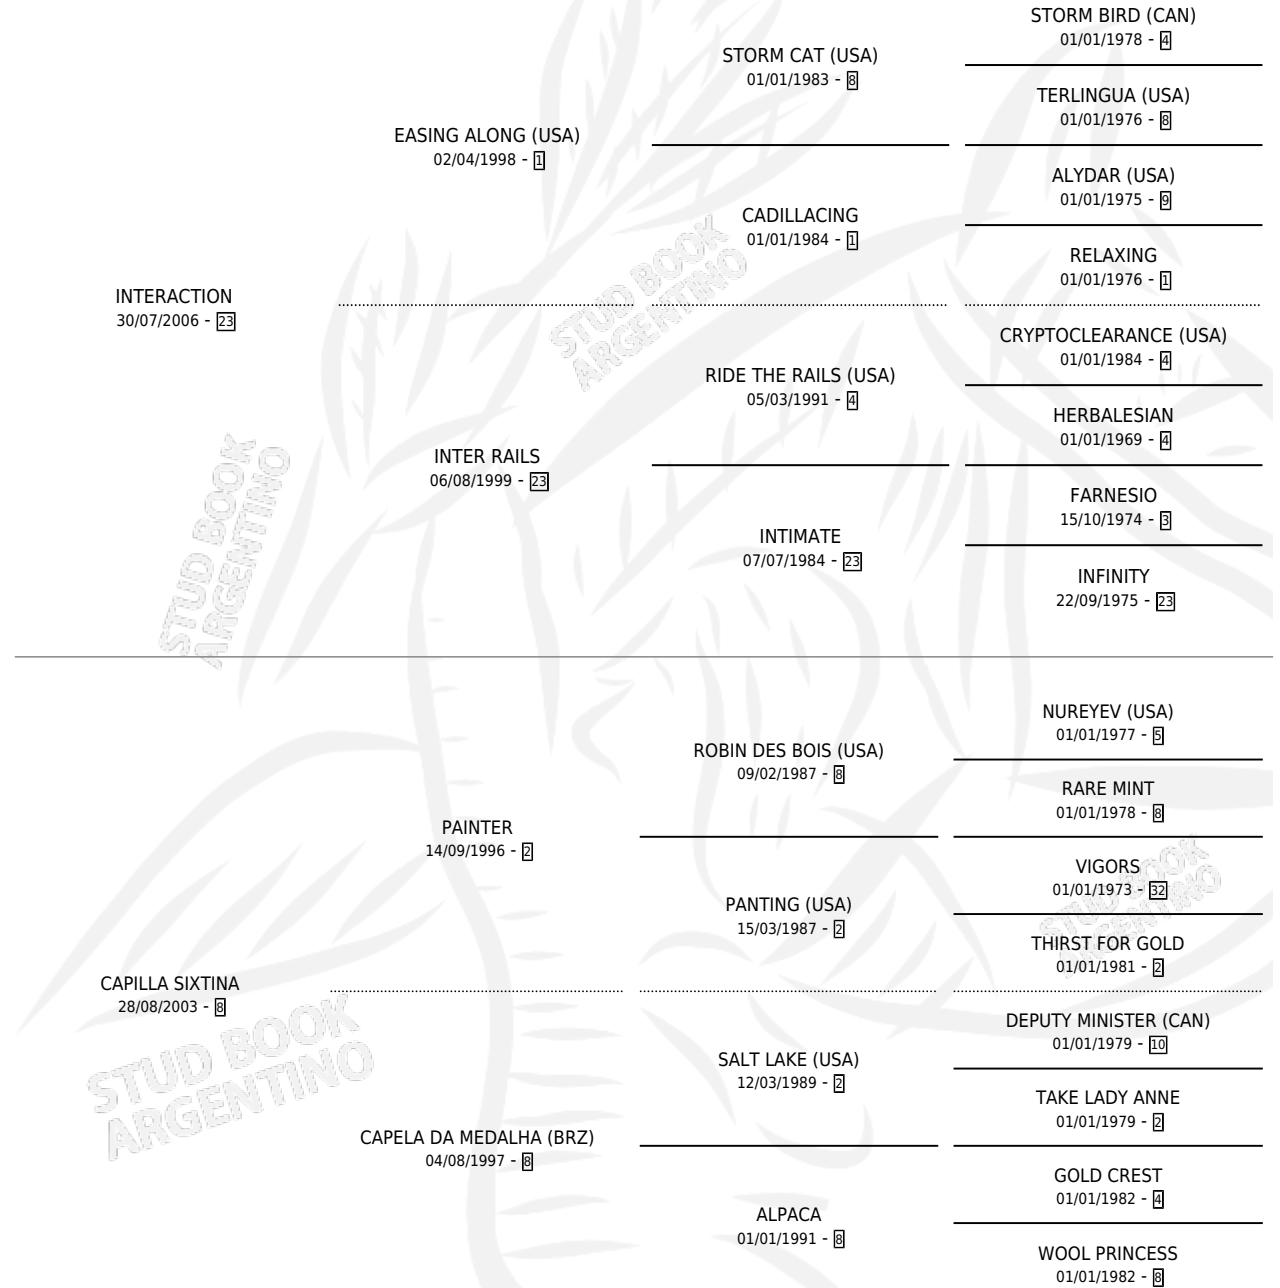 STORM BIRD (CAN)
01/01/1978 - 4
STORM CAT (USA)
01/01/1983 - 8
TERLINGUA (USA)
01/01/1976 - 8
EASING ALONG (USA)
02/04/1998 - 1
ALYDAR (USA)
01/01/1975 - 9
CADILLACING
01/01/1984 - 1
RELAXING
01/01/1976 - 1
INTERACTION
30/07/2006 - 23
STUD BOOK
ARGENTINO
CRYPTOCLEARANCE (USA)
01/01/1984 - 4
RIDE THE RAILS (USA)
05/03/1991 - 4
HERBALESIAN
01/01/1969 - 4
INTER RAILS
06/08/1999 - 23
FARNESIO
15/10/1974 - 3
INTIMATE
07/07/1984 - 23
INFINITY
22/09/1975 - 23
STUD BOOK
ARGENTINO
NUREYEV (USA)
01/01/1977 - 5
ROBIN DES BOIS (USA)
09/02/1987 - 8
RARE MINT
01/01/1978 - 8
PAINTER
14/09/1996 - 2
VIGORS
01/01/1973 - 32
PANTING (USA)
15/03/1987 - 2
STUD BOOK
ARGENTINO
THIRST FOR GOLD
01/01/1981 - 2
CAPILLA SIXTINA
28/08/2003 - 8
STUD BOOK
ARGENTINO
DEPUTY MINISTER (CAN)
01/01/1979 - 10
SALT LAKE (USA)
12/03/1989 - 2
TAKE LADY ANNE
01/01/1979 - 2
CAPELA DA MEDALHA (BRZ)
04/08/1997 - 8
GOLD CREST
01/01/1982 - 4
ALPACA
01/01/1991 - 8
WOOL PRINCESS
01/01/1982 - 8